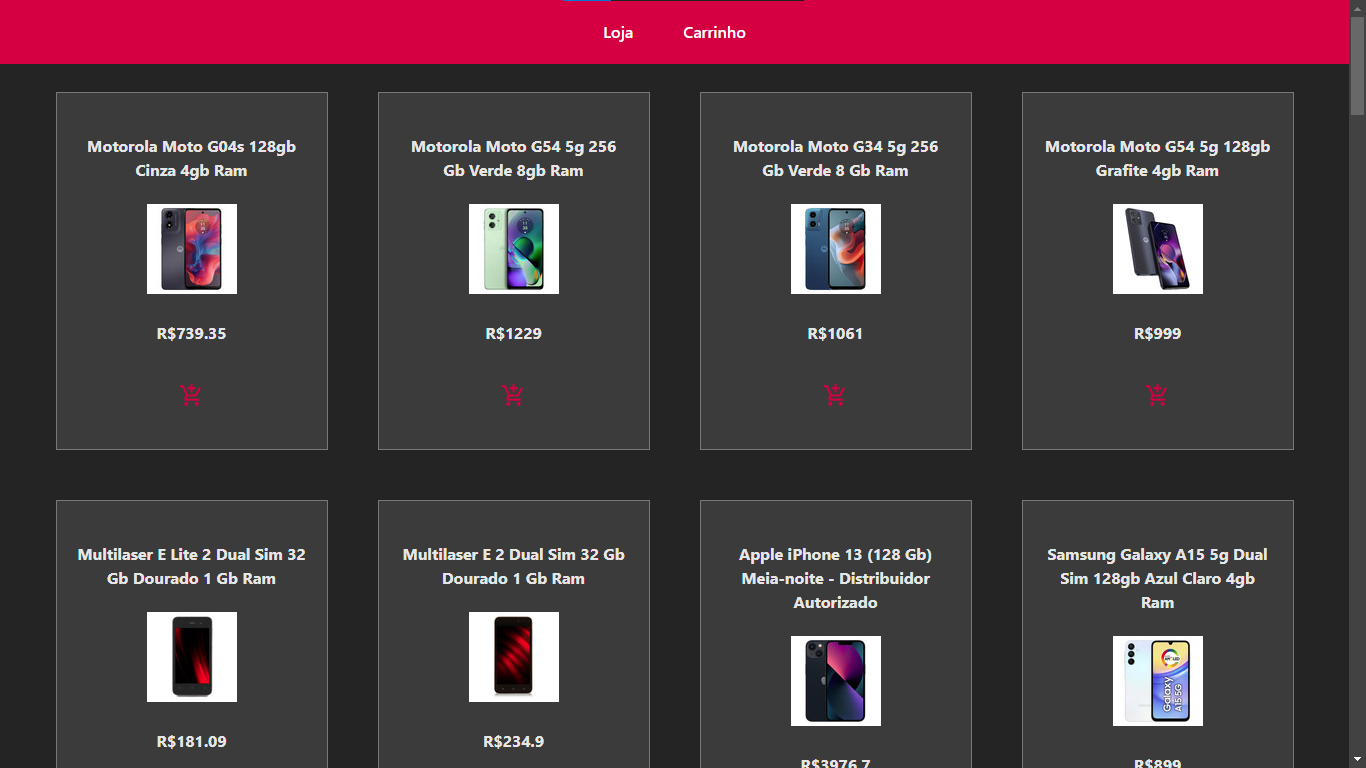 Loja Carrinho
Motorola Moto G04s 128gb
Cinza 4gb Ram
R$739.35
Motorola Moto G54 5g 256
Gb Verde 8gb Ram
R$1229
Motorola Moto G34 5g 256
Gb Verde 8 Gb Ram
R$1061
Motorola Moto G54 5g 128gb
Grafite 4gb Ram
R$999
Multilaser E Lite 2 Dual Sim 32
Gb Dourado 1 Gb Ram
R$181.09
Multilaser E 2 Dual Sim 32 Gb
Dourado 1 Gb Ram
R$234.9
Apple iPhone 13 (128 Gb)
Meia-noite - Distribuidor
Autorizado
R$3976.7
Samsung Galaxy A15 5g Dual
Sim 128gb Azul Claro 4gb
Ram
Galaxy
A15 5G
R$899